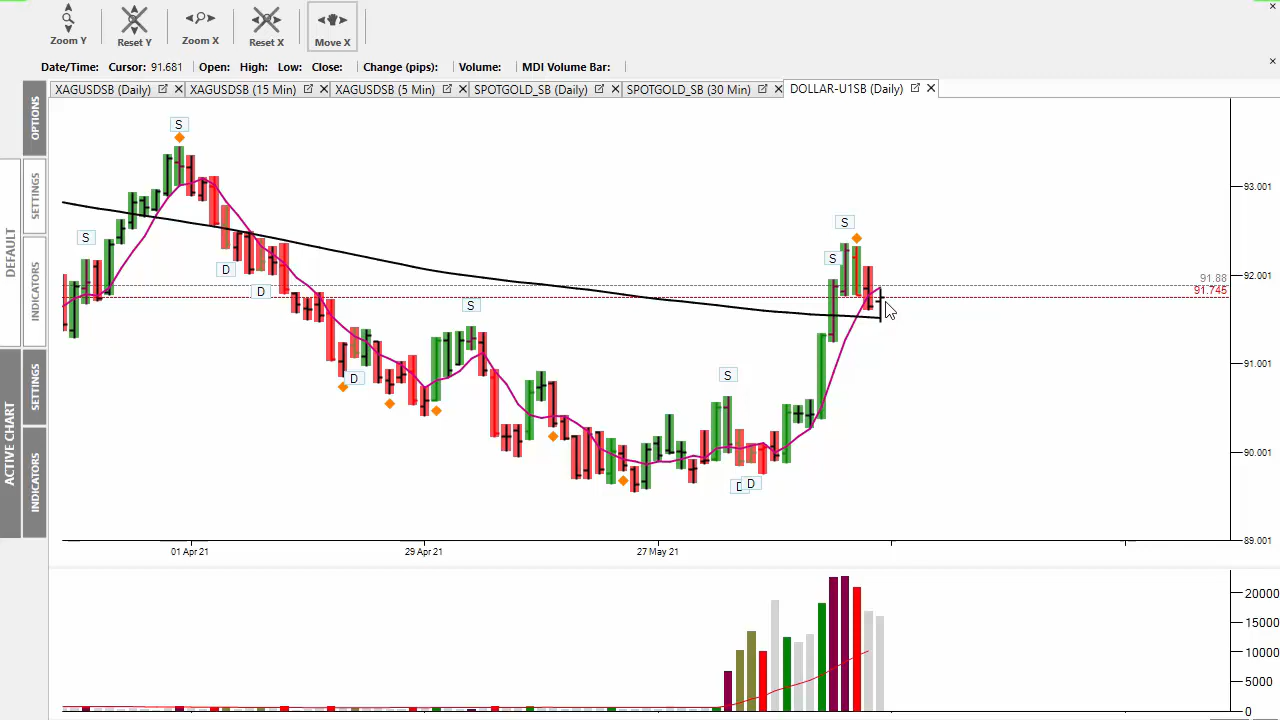 Zoom Y
Reset Y
Zoom X
Reset X
Move X
Date/Time: Cursor: 91.681 Open: High: Low: Close: Change (pips): Volume: MDI Volume Bar:
XAGUSDSB (Daily)
XAGUSDSB (15 Min)
XAGUSDSB (5 Min)
SPOTGOLD_SB (Daily)
SPOTGOLD_SB (30 Min)
DOLLAR-U1SB (Daily)
OPTIONS
SETTINGS
DEFAULT
INDICATORS
SETTINGS
ACTIVE CHART
INDICATORS
S
S
D
D
D
S
S
D
D
S
S
93.001
92.001
91.88
91.745
91.001
90.001
89.001
01 Apr 21
29 Apr 21
27 May 21
20000
15000
10000
5000
0